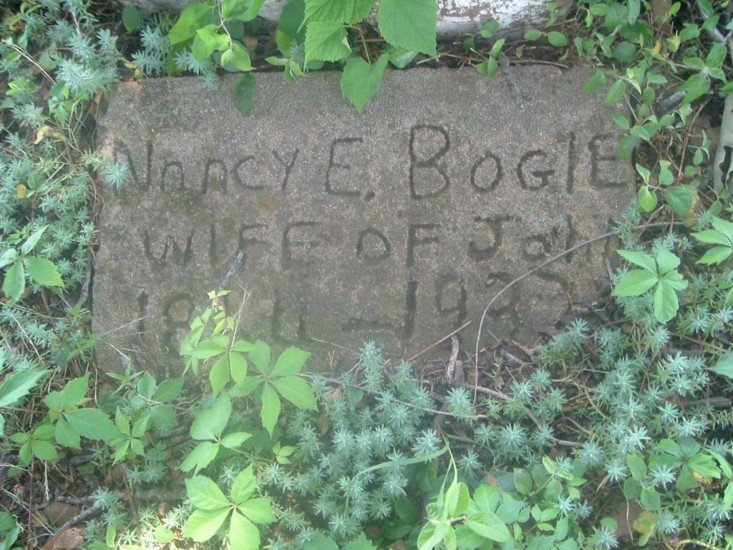 Nancy E. BOGlE
WIFE OF John